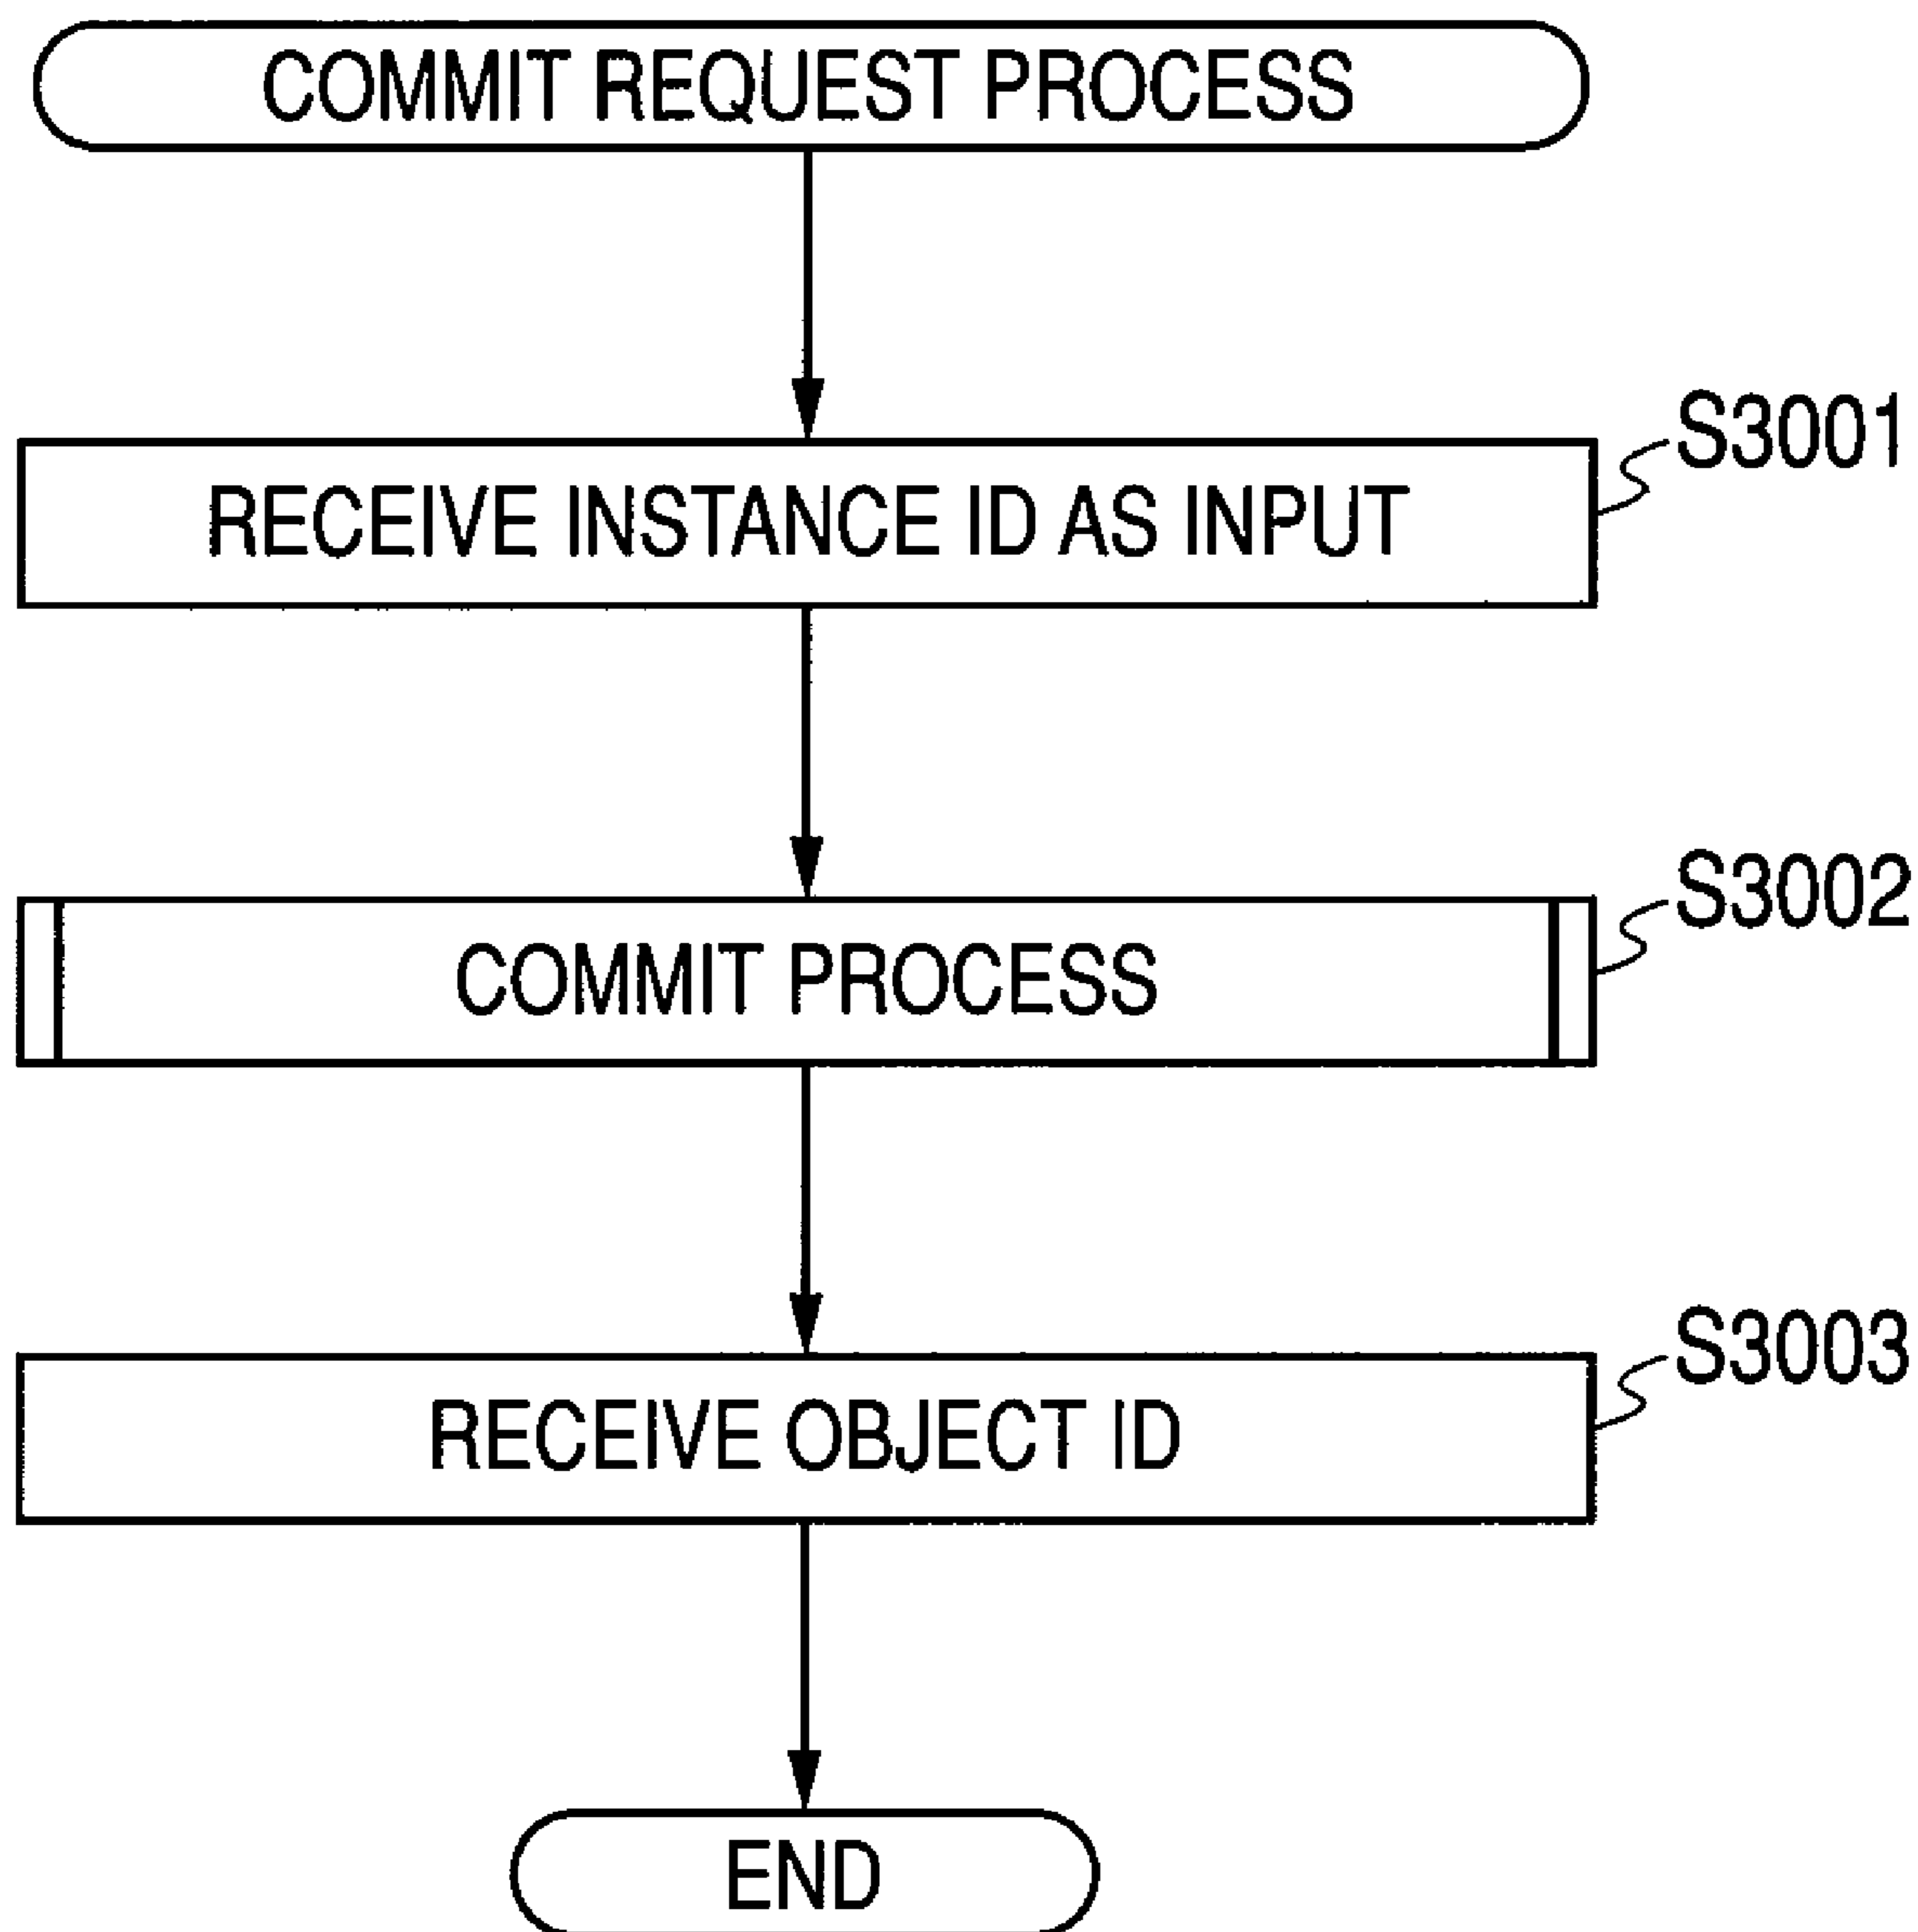 COMMIT REQUEST PROCESS
S3001
RECEIVE INSTANCE ID AS INPUT
S3002
COMMIT PROCESS
S3003
RECEIVE OBJECT ID
END